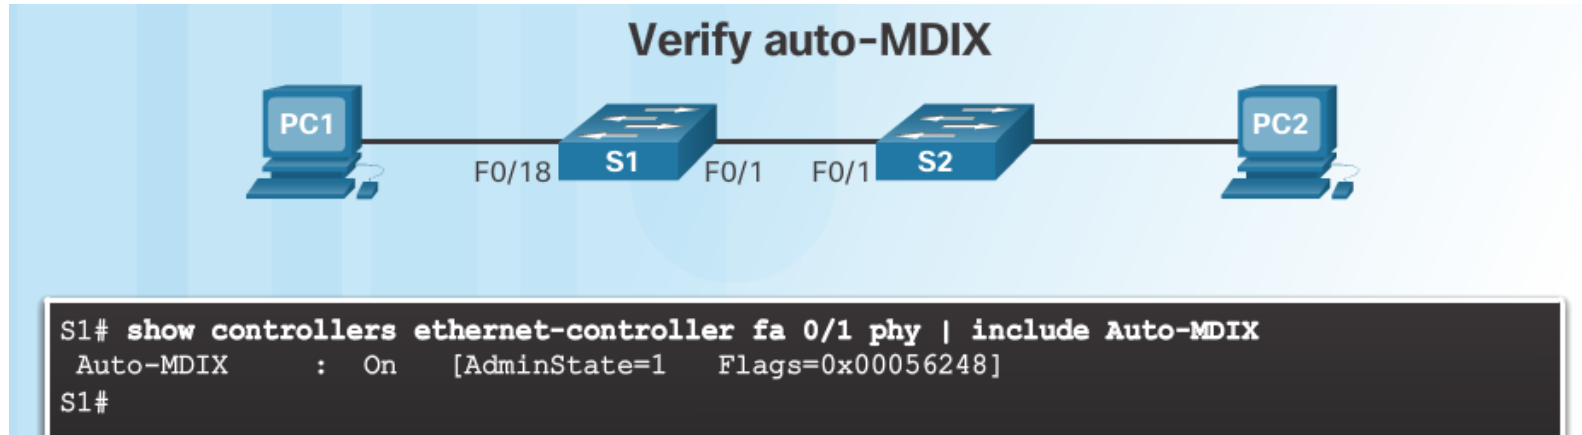 Verify auto-MDIX
PC1
PC2
S1
S2
F0/18
F0/1
F0/1
S1# show controllers ethernet-controller fa 0/1 phy | include Auto-MDIX
Auto-MDIX : On [AdminState=1 Flags=0x00056248]
S1#